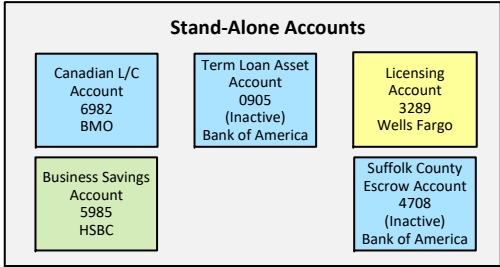 Stand-Alone Accounts
Canadian L/C
Account
6982
BMO
Term Loan Asset
Account
0905
(Inactive)
Bank of America
Licensing
Account
3289
Wells Fargo
Business Savings
Account
5985
HSBC
Suffolk County
Escrow Account
4708
(Inactive)
Bank of America